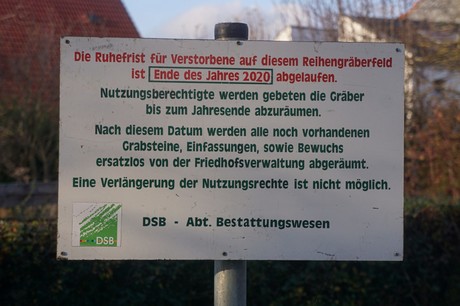 Die Ruhefrist für Verstorbene auf diesem Reihengräberfeld
ist Ende des Jahres 2020 abgelaufen.
Nutzungsberechtigte werden gebeten die Gräber
bis zum Jahresende abzuräumen.
Nach diesem Datum werden alle noch vorhandenen
Grabsteine, Einfassungen, sowie Bewuchs
ersatzlos von der Friedhofsverwaltung abgeräumt.
Eine Verlängerung der Nutzungsrechte ist nicht möglich.
DSB - Abt. Bestattungswesen
DSB